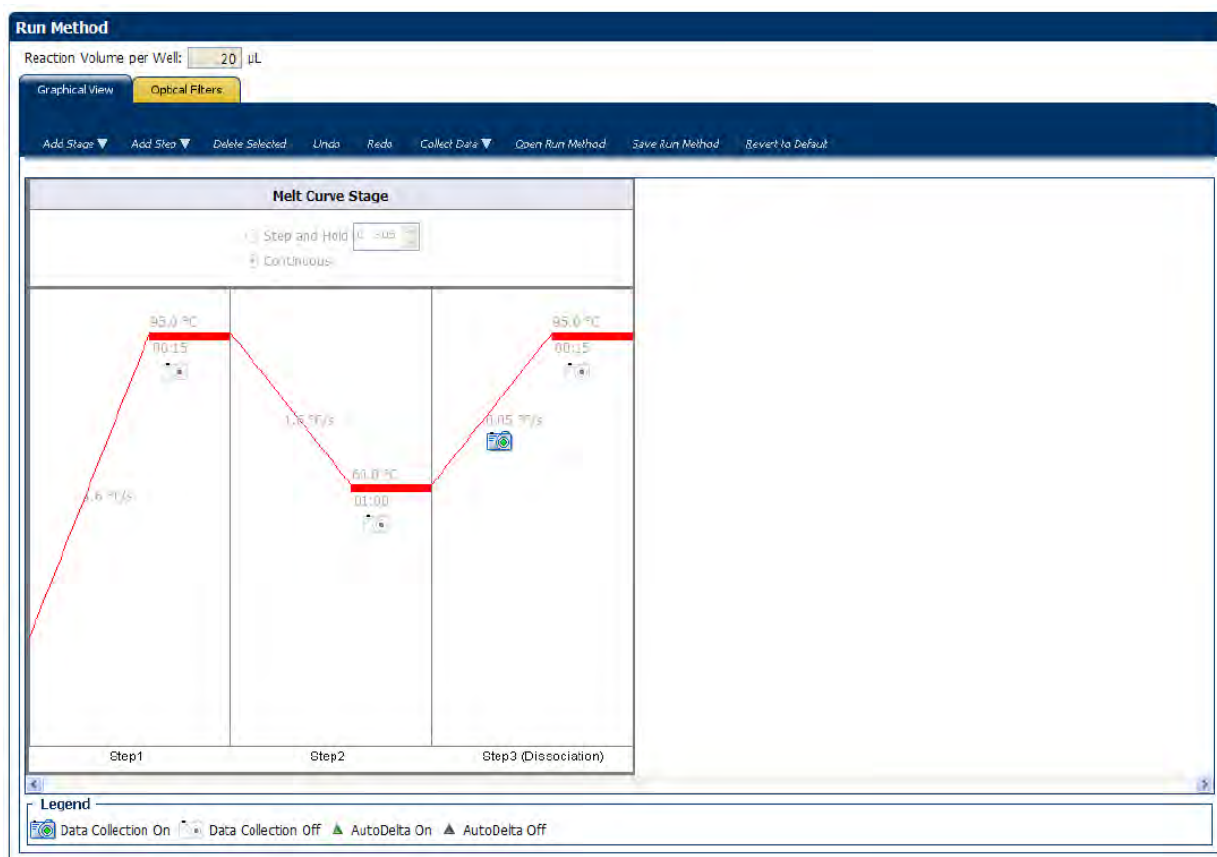 Run Method
Reaction Volume per Well: 20 µL
Graphical View Optical Filters
Add Stage ▼ Add Step ▼ Delete Selected Undo Redo Collect Data ▼ Open Run Method Save Run Method Revert to Default
Melt Curve Stage
Step and Hold
Continuous
95.0 °C
00:15
1.6 °F/s
60.0 °C
01:00
95.0 °C
00:15
0.05 °F/s
Step1 Step2 Step3 (Dissociation)
Legend
Data Collection On Data Collection Off AutoDelta On AutoDelta Off